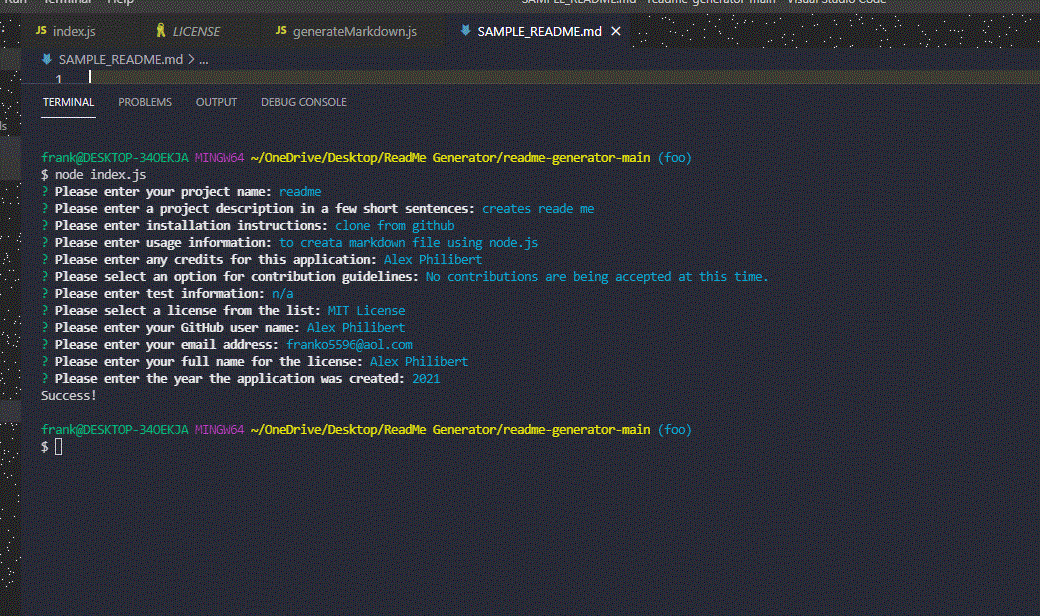 Run Terminal Help SAMPLE_README.md - readme-generator-main - Visual Studio Code
JS index.js LICENSE JS generateMarkdown.js SAMPLE_README.md ×
SAMPLE_README.md > ...
1
TERMINAL PROBLEMS OUTPUT DEBUG CONSOLE
frank@DESKTOP-34OEKJA MINGW64 ~/OneDrive/Desktop/ReadMe Generator/readme-generator-main (foo)
$ node index.js
? Please enter your project name: readme
? Please enter a project description in a few short sentences: creates reade me
? Please enter installation instructions: clone from github
? Please enter usage information: to creata markdown file using node.js
? Please enter any credits for this application: Alex Philibert
? Please select an option for contribution guidelines: No contributions are being accepted at this time.
? Please enter test information: n/a
? Please select a license from the list: MIT License
? Please enter your GitHub user name: Alex Philibert
? Please enter your email address: franko5596@aol.com
? Please enter your full name for the license: Alex Philibert
? Please enter the year the application was created: 2021
Success!
frank@DESKTOP-34OEKJA MINGW64 ~/OneDrive/Desktop/ReadMe Generator/readme-generator-main (foo)
$